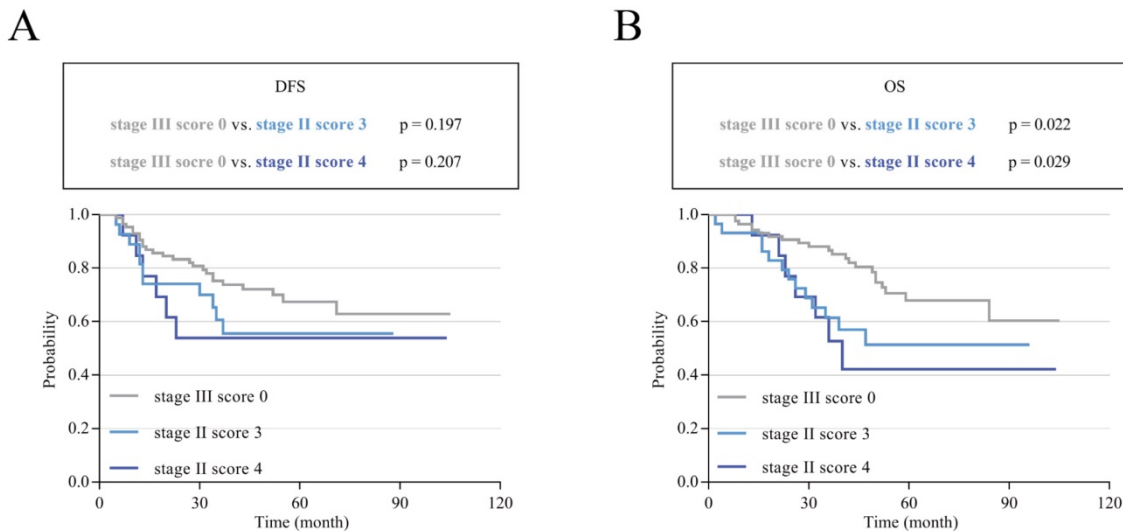 A
DFS
stage III score 0 vs. stage II score 3 p = 0.197
stage III socre 0 vs. stage II score 4 p = 0.207
1.0
0.8
0.6
0.4
0.2
0.0
Probability
stage III score 0
stage II score 3
stage II score 4
0 30 60 90 120
Time (month)
B
OS
stage III score 0 vs. stage II score 3 p = 0.022
stage III socre 0 vs. stage II score 4 p = 0.029
1.0
0.8
0.6
0.4
0.2
0.0
Probability
stage III score 0
stage II score 3
stage II score 4
0 30 60 90 120
Time (month)